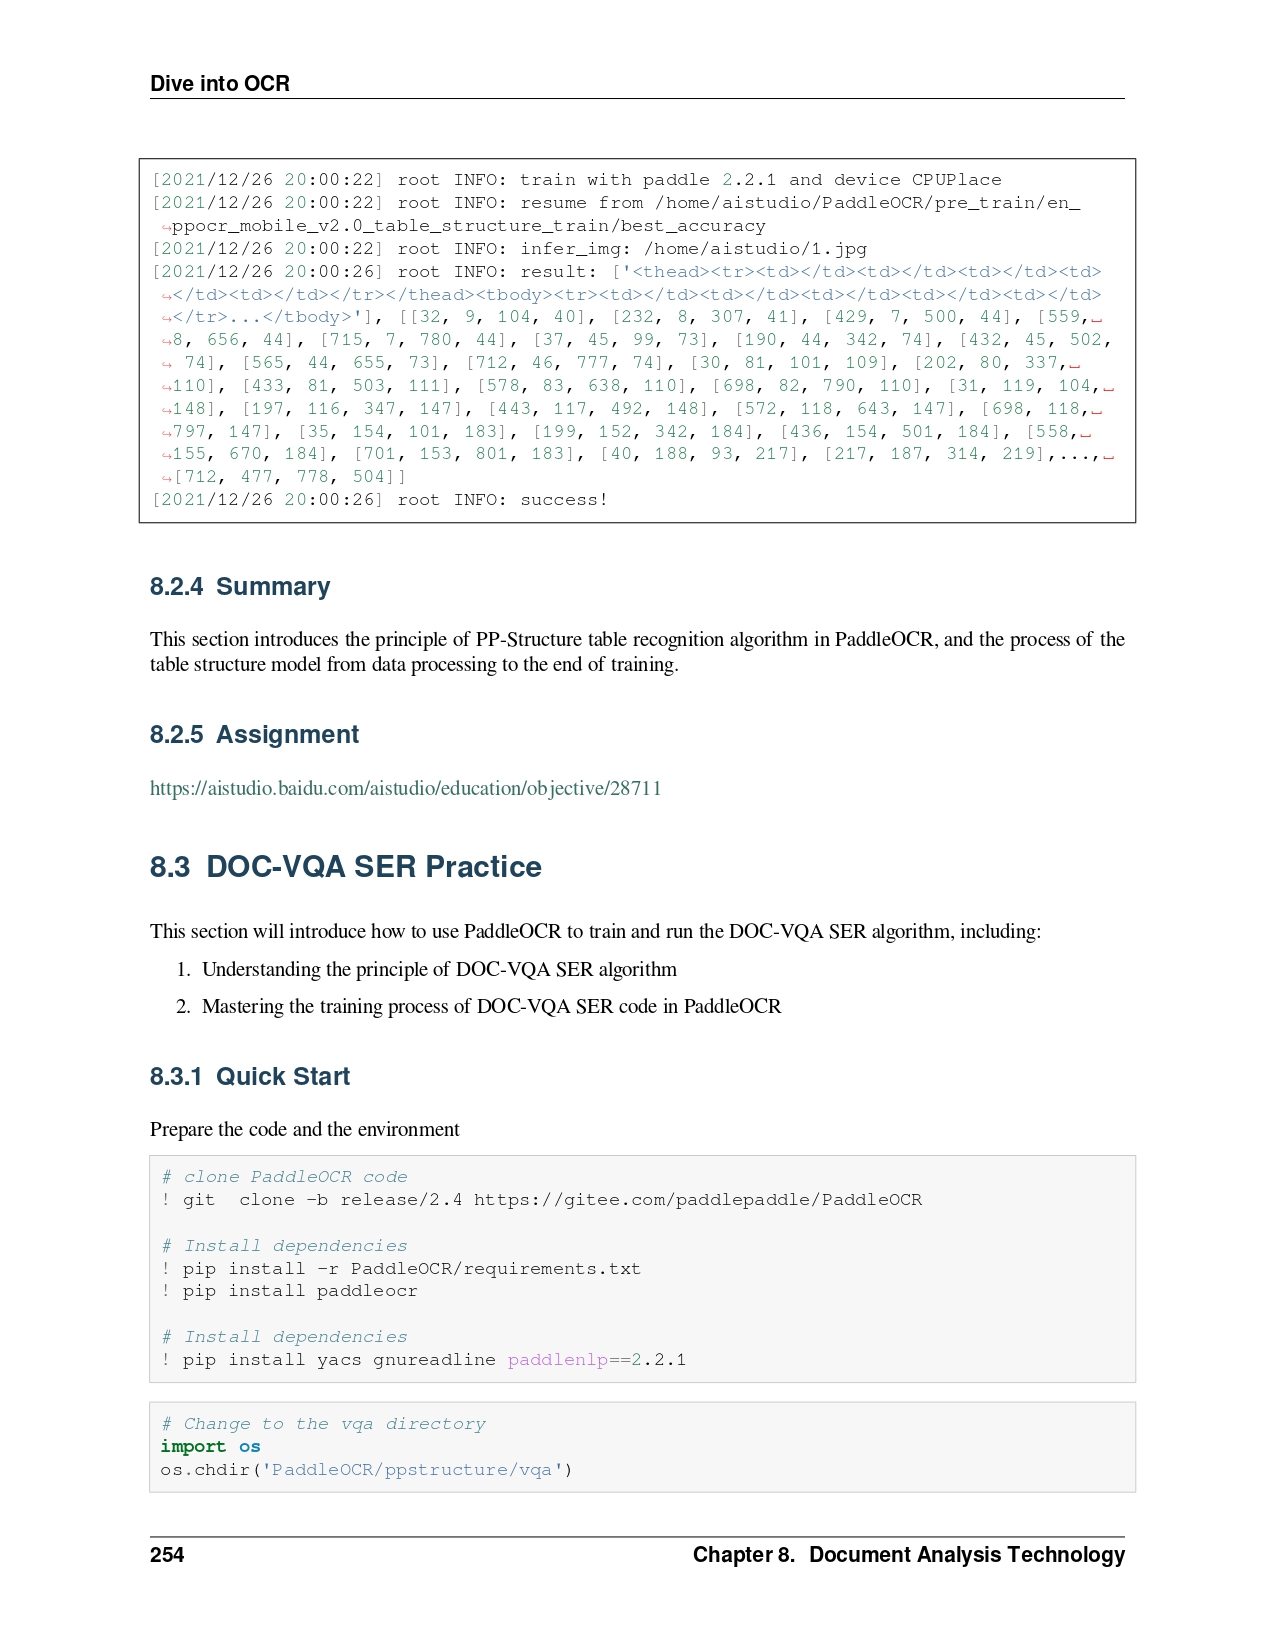 Dive into OCR
[2021/12/26 20:00:22] root INFO: train with paddle 2.2.1 and device CPUPlace
[2021/12/26 20:00:22] root INFO: resume from /home/aistudio/PaddleOCR/pre_train/en_
↪ppocr_mobile_v2.0_table_structure_train/best_accuracy
[2021/12/26 20:00:22] root INFO: infer_img: /home/aistudio/1.jpg
[2021/12/26 20:00:26] root INFO: result: ['<thead><tr><td></td><td></td><td></td><td>
↪</td><td></td></tr></thead><tbody><tr><td></td><td></td><td></td><td></td><td></td>
↪</tr>...</tbody>'], [[32, 9, 104, 40], [232, 8, 307, 41], [429, 7, 500, 44], [559,␣
↪8, 656, 44], [715, 7, 780, 44], [37, 45, 99, 73], [190, 44, 342, 74], [432, 45, 502,
↪ 74], [565, 44, 655, 73], [712, 46, 777, 74], [30, 81, 101, 109], [202, 80, 337,␣
↪110], [433, 81, 503, 111], [578, 83, 638, 110], [698, 82, 790, 110], [31, 119, 104,␣
↪148], [197, 116, 347, 147], [443, 117, 492, 148], [572, 118, 643, 147], [698, 118,␣
↪797, 147], [35, 154, 101, 183], [199, 152, 342, 184], [436, 154, 501, 184], [558,␣
↪155, 670, 184], [701, 153, 801, 183], [40, 188, 93, 217], [217, 187, 314, 219],...,␣
↪[712, 477, 778, 504]]
[2021/12/26 20:00:26] root INFO: success!
8.2.4 Summary
This section introduces the principle of PP-Structure table recognition algorithm in PaddleOCR, and the process of the
table structure model from data processing to the end of training.
8.2.5 Assignment
https://aistudio.baidu.com/aistudio/education/objective/28711
8.3 DOC-VQA SER Practice
This section will introduce how to use PaddleOCR to train and run the DOC-VQA SER algorithm, including:
1. Understanding the principle of DOC-VQA SER algorithm
2. Mastering the training process of DOC-VQA SER code in PaddleOCR
8.3.1 Quick Start
Prepare the code and the environment
# clone PaddleOCR code
! git  clone -b release/2.4 https://gitee.com/paddlepaddle/PaddleOCR
# Install dependencies
! pip install -r PaddleOCR/requirements.txt
! pip install paddleocr
# Install dependencies
! pip install yacs gnureadline paddlenlp==2.2.1
# Change to the vqa directory
import os
os.chdir('PaddleOCR/ppstructure/vqa')
254 Chapter 8. Document Analysis Technology